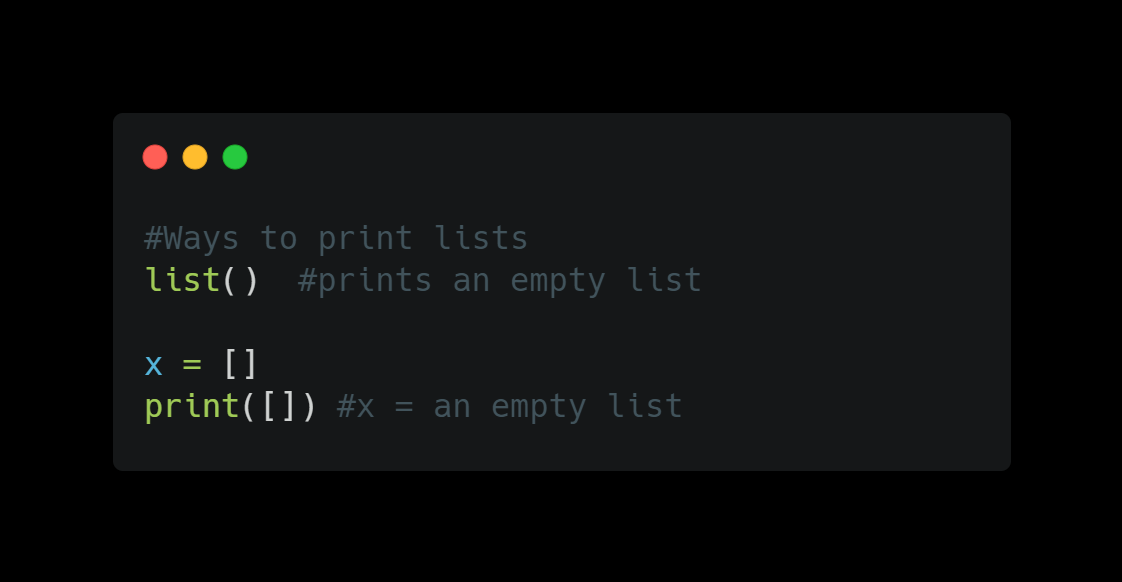 #Ways to print lists
list()  #prints an empty list
x = []
print([]) #x = an empty list